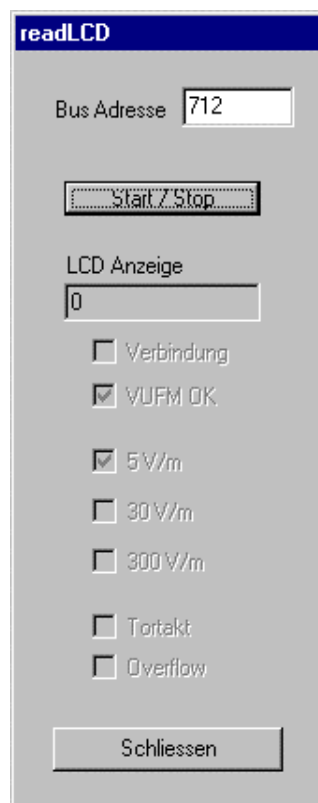 readLCD
Bus Adresse 712
Start / Stop
LCD Anzeige
0
Verbindung
VUFM OK
5 V/m
30 V/m
300 V/m
Tortakt
Overflow
Schliessen